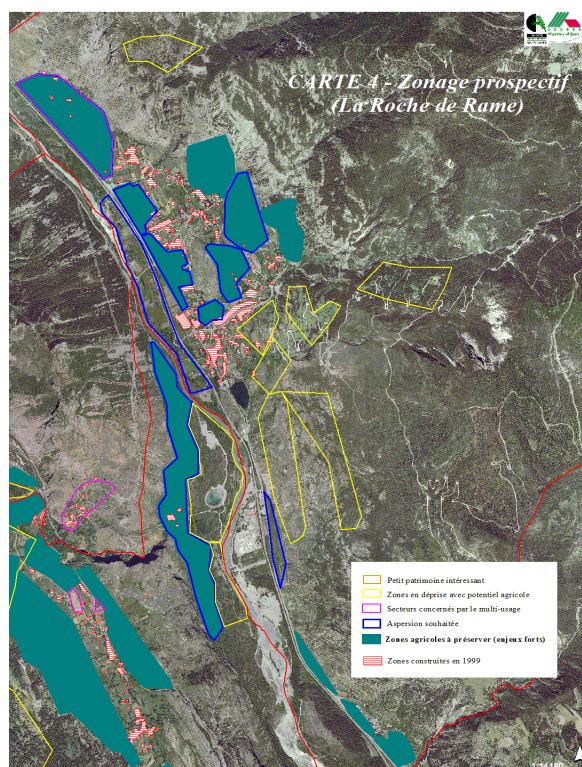 CARTE 4 - Zonage prospectif
(La Roche de Rame)
Petit patrimoine intéressant
Zones en déprise avec potentiel agricole
Secteurs concernés par le multi-usage
Aspersion souhaitée
Zones agricoles à préserver (enjeux forts)
Zones construites en 1999